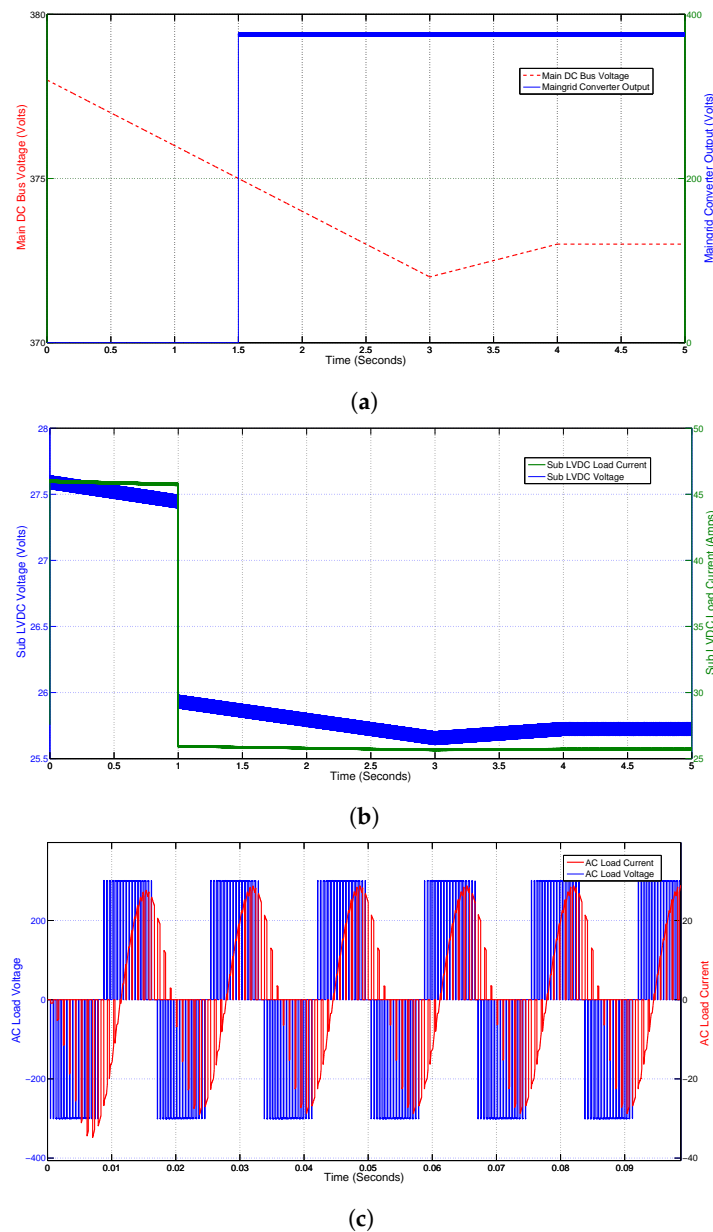 380
375
370
400
200
0
Main DC Bus Voltage (Volts)
Maingrid Converter Output (Volts)
Main DC Bus Voltage
Maingrid Converter Output
0 0.5 1 1.5 2 2.5 3 3.5 4 4.5 5
Time (Seconds)
(a)
28
27.5
27
26.5
26
25.5
50
45
40
35
30
25
Sub LVDC Voltage (Volts)
Sub LVDC Load Current (Amps)
Sub LVDC Load Current
Sub LVDC Voltage
0 0.5 1 1.5 2 2.5 3 3.5 4 4.5 5
Time (Seconds)
(b)
200
0
−200
−400
20
0
−20
−40
AC Load Voltage
AC Load Current
AC Load Current
AC Load Voltage
0 0.01 0.02 0.03 0.04 0.05 0.06 0.07 0.08 0.09
Time (Seconds)
(c)